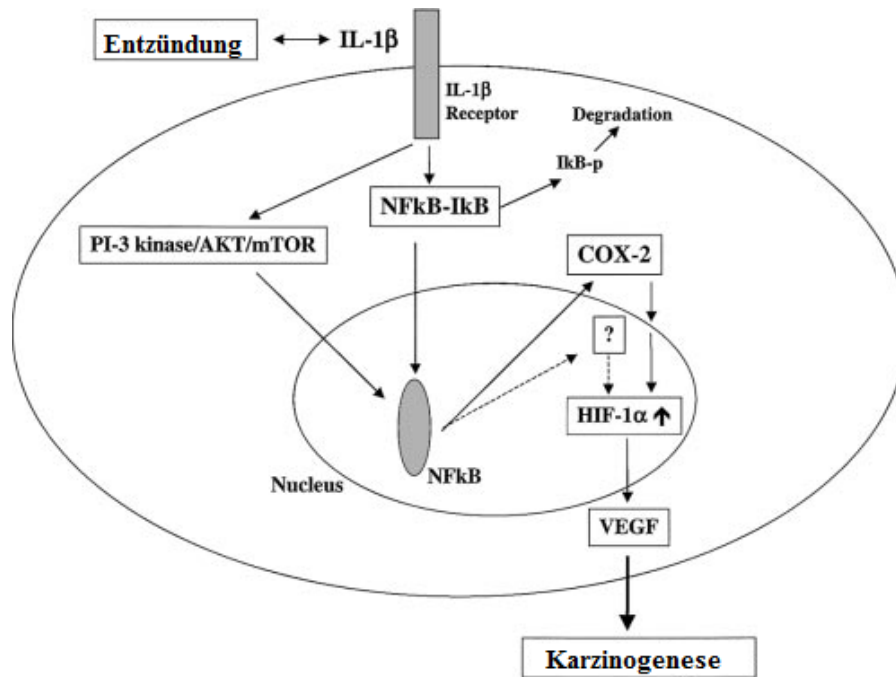 Entzündung
IL-1β
IL-1β
Receptor
Degradation
IkB-p
NFkB-IkB
PI-3 kinase/AKT/mTOR
COX-2
?
HIF-1α
NFkB
Nucleus
VEGF
Karzinogenese